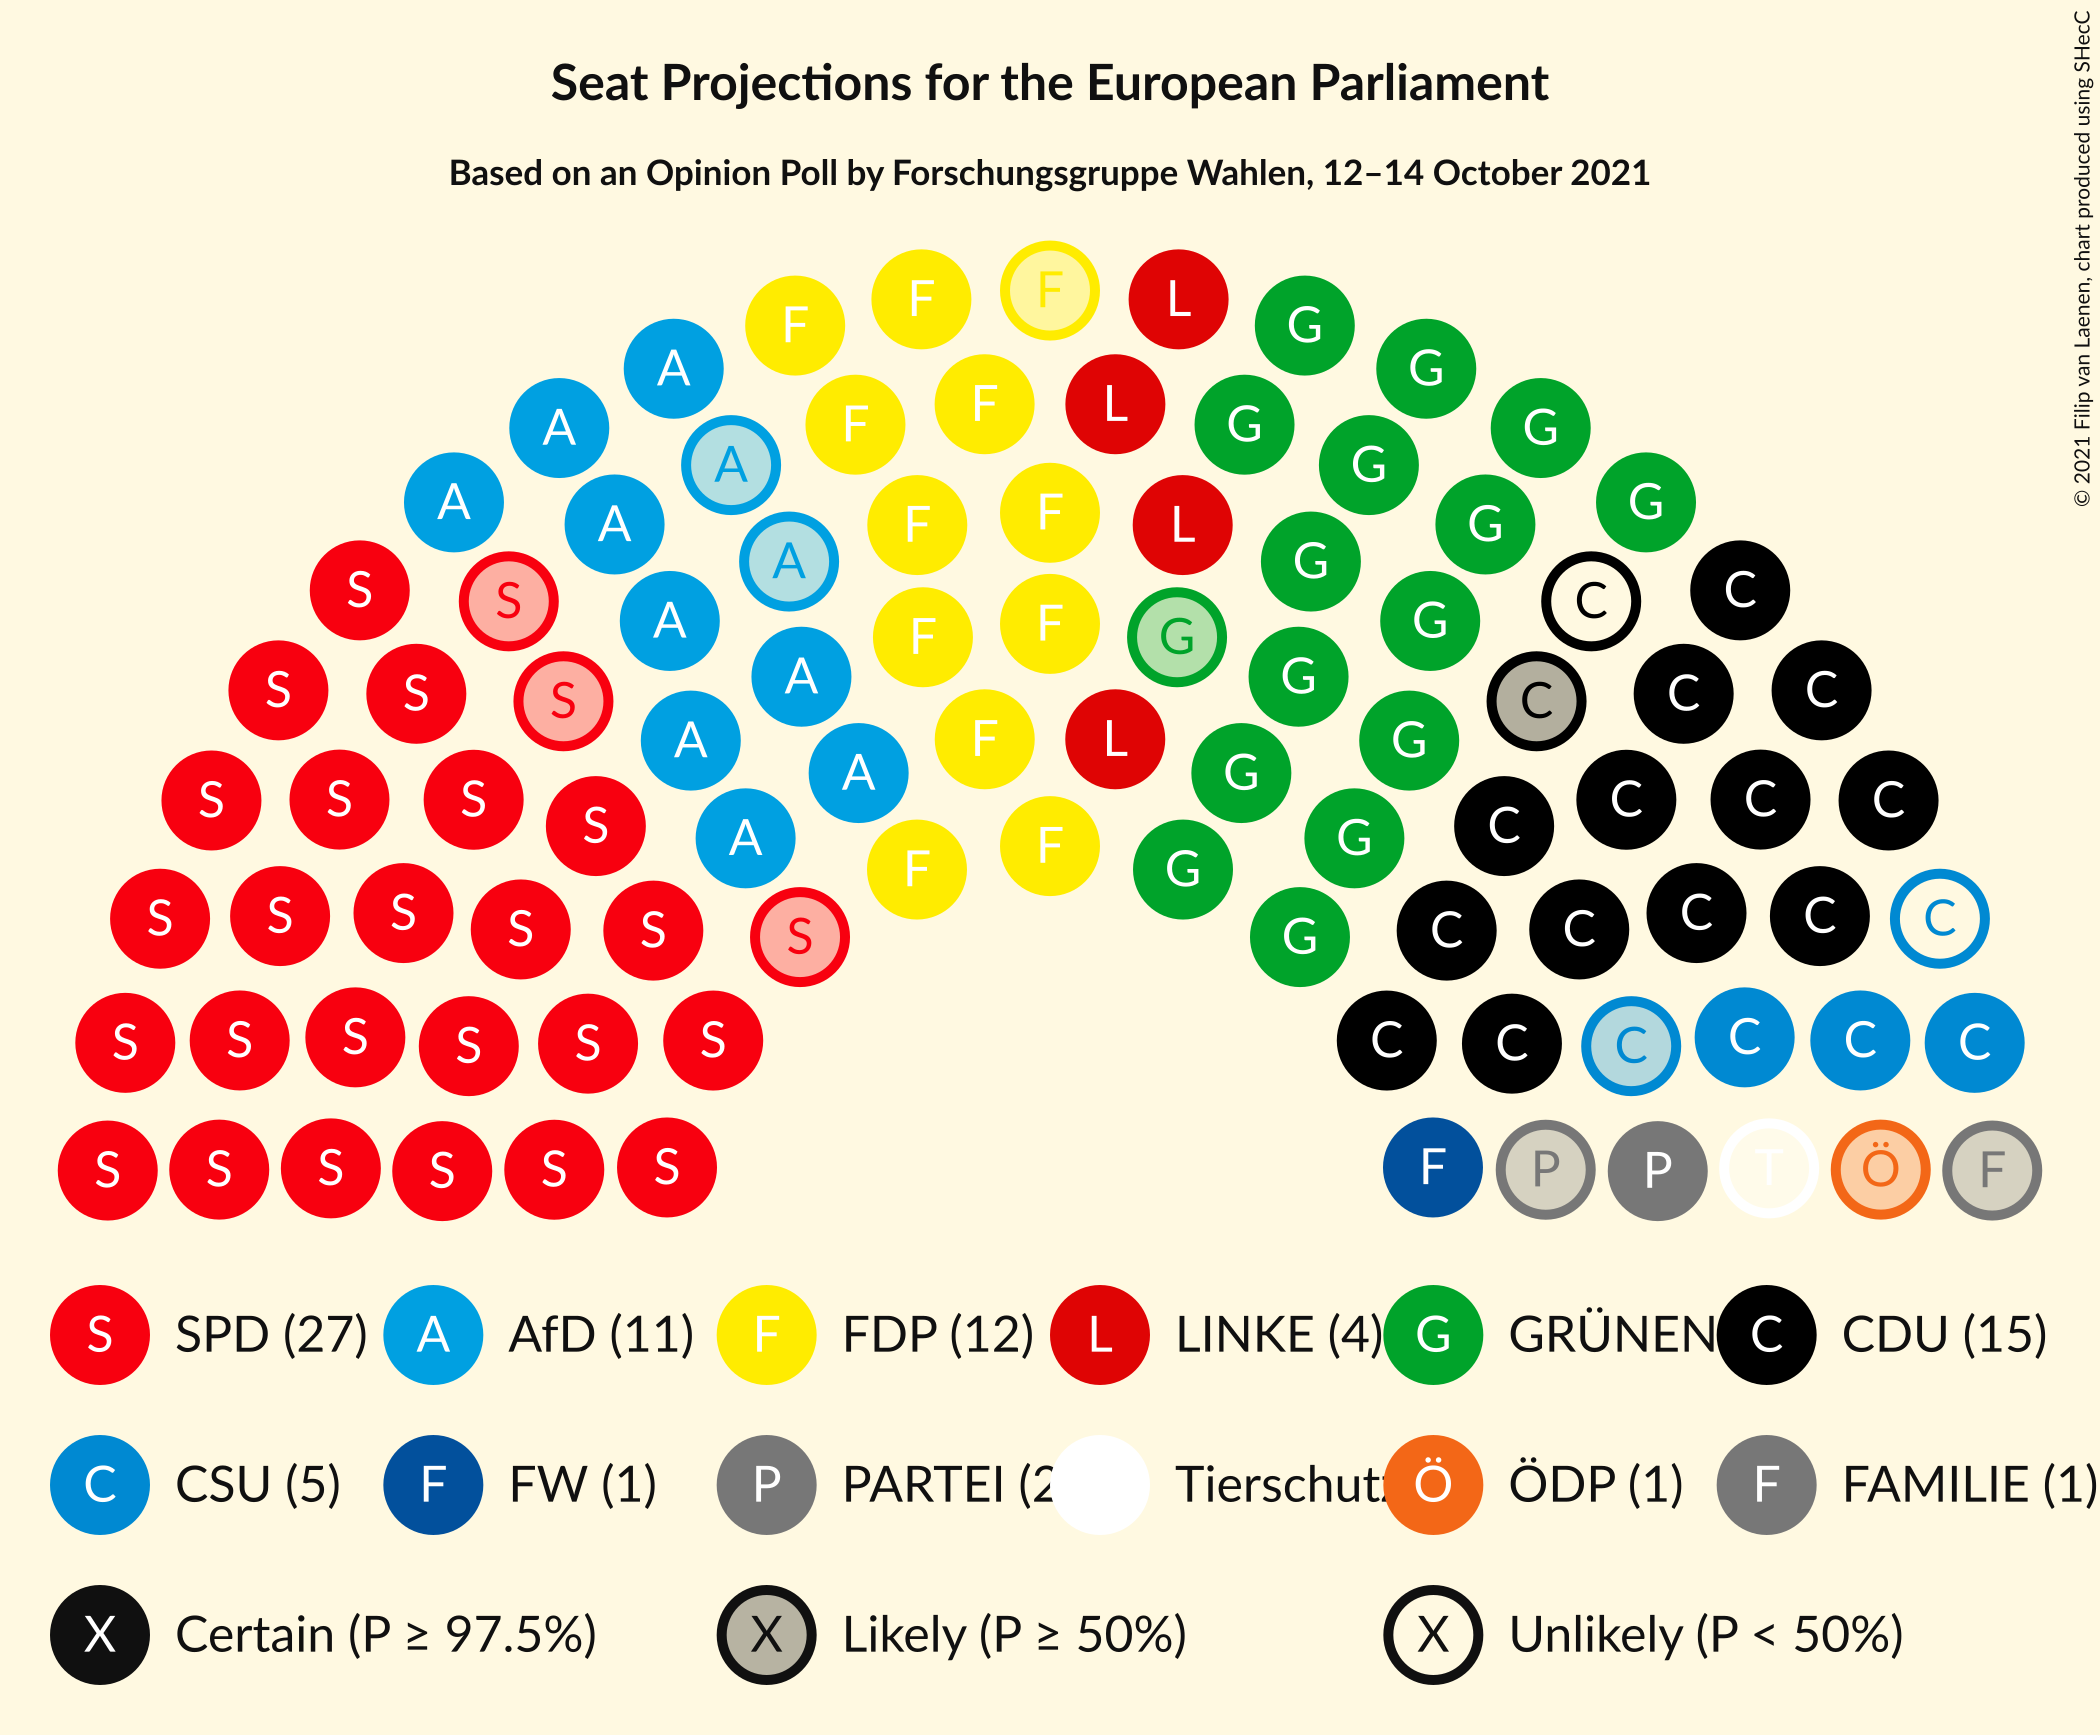 Seat Projections for the European Parliament
Based on an Opinion Poll by Forschungsgruppe Wahlen, 12–14 October 2021
© 2021 Filip van Laenen, chart produced using SHecC
F
F F L
F G
A F F L G G
A A F G G
A A F F L G G G
S S A A F F G G G C C
S S S A A F F L G G C C C
S S S S A A F F G G G C C C C
S S S S S S F F G G C C C C C
S S S S S S C C C C C C
S S S S S S F P P T Ö F
S SPD (27) A AfD (11) F FDP (12) L LINKE (4) G GRÜNEN C CDU (15)
C CSU (5) F FW (1) P PARTEI (2 Tierschutz Ö ÖDP (1) F FAMILIE (1)
X Certain (P ≥ 97.5%) X Likely (P ≥ 50%) X Unlikely (P < 50%)